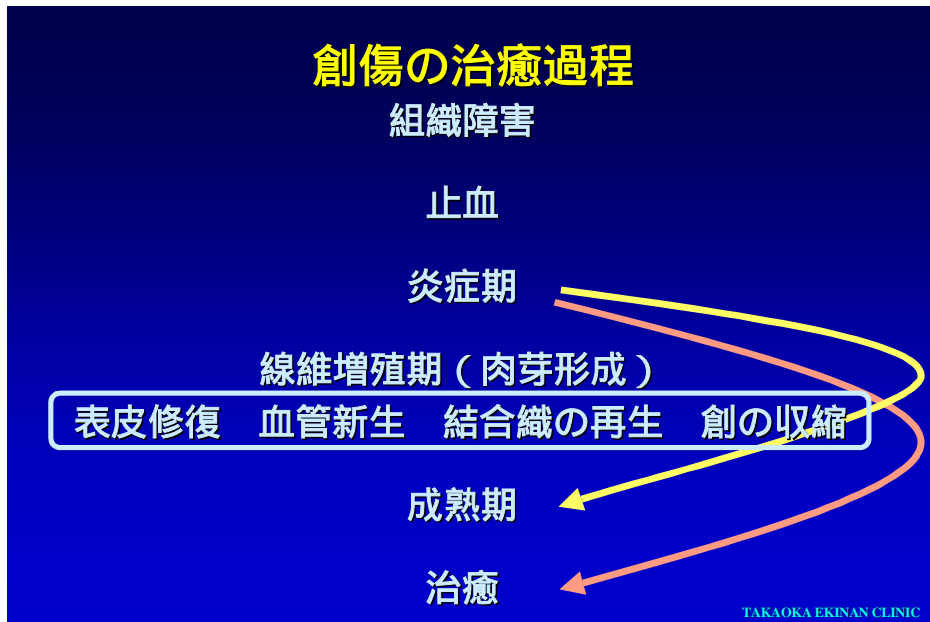 創傷の治癒過程
組織障害
止血
炎症期
線維増殖期（肉芽形成）
表皮修復　血管新生　結合織の再生　創の収縮
成熟期
治癒
TAKAOKA EKINAN CLINIC